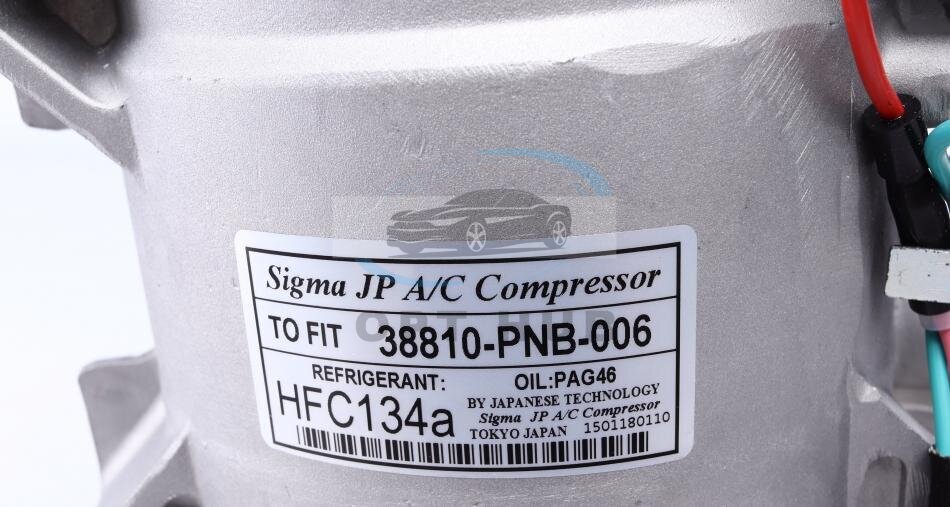 Sigma JP A/C Compressor
TO FIT 38810-PNB-006
REFRIGERANT: OIL:PAG46
HFC134a BY JAPANESE TECHNOLOGY
Sigma JP A/C Compressor
TOKYO JAPAN 1501180110